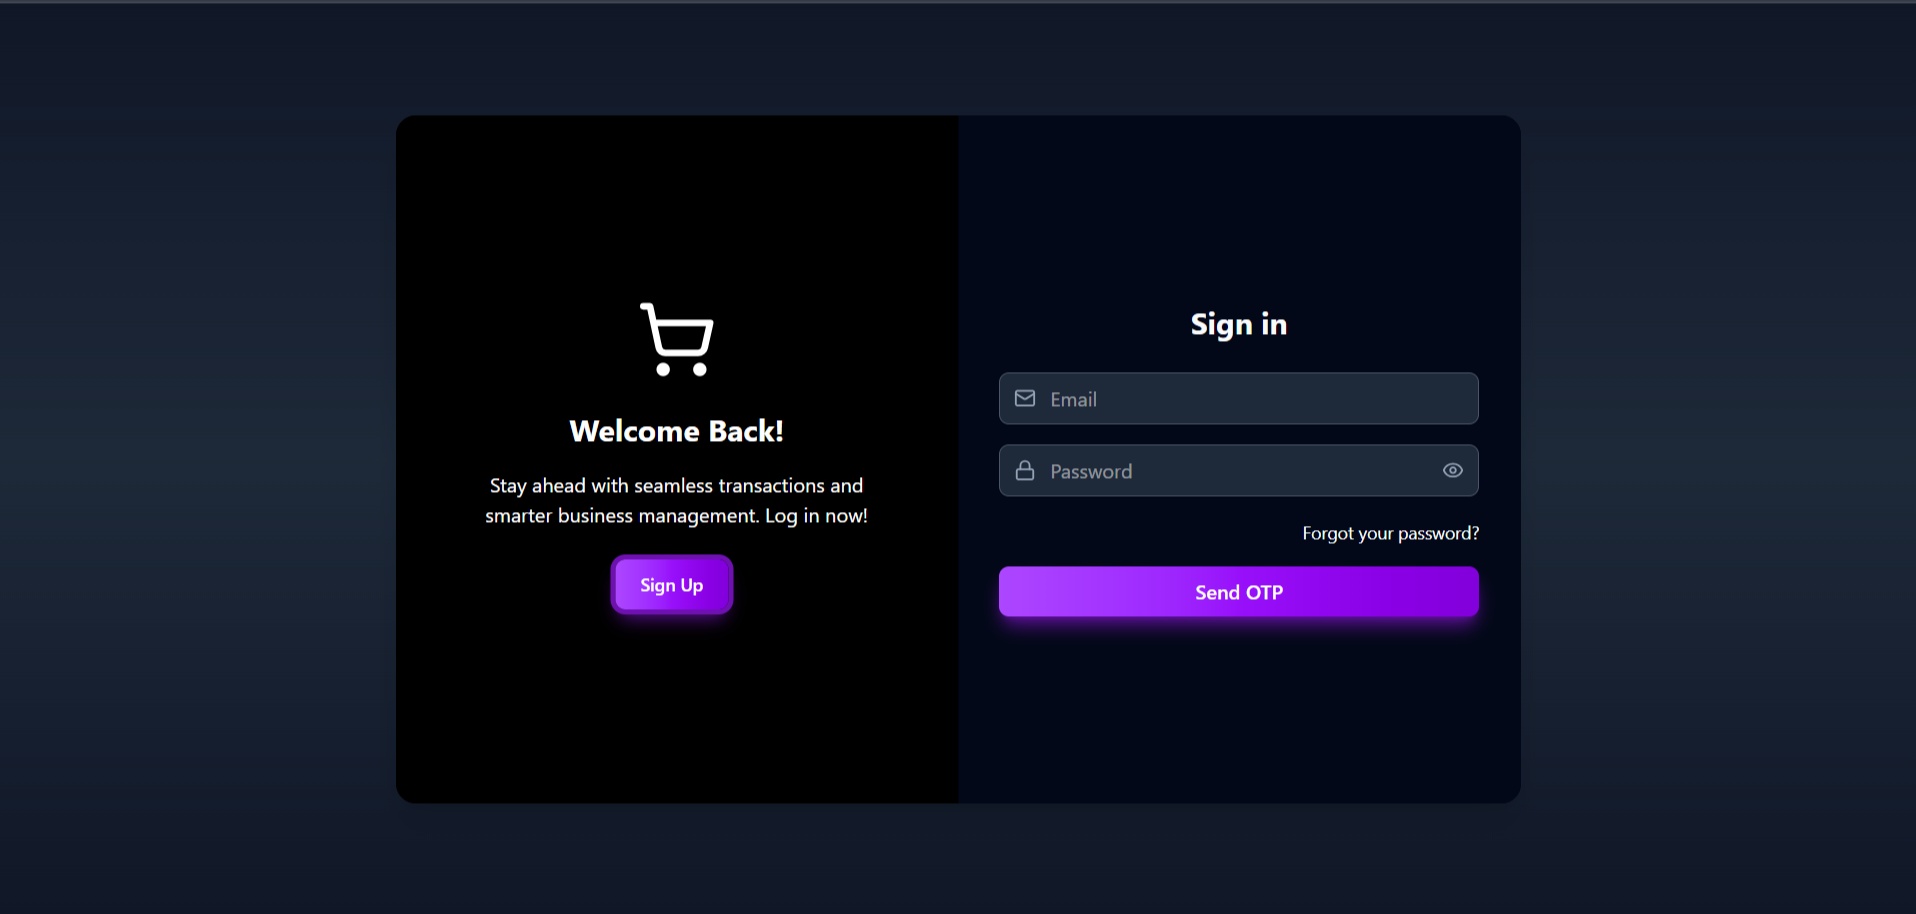 Welcome Back!
Stay ahead with seamless transactions and
smarter business management. Log in now!
Sign Up
Sign in
Email
Password
Forgot your password?
Send OTP